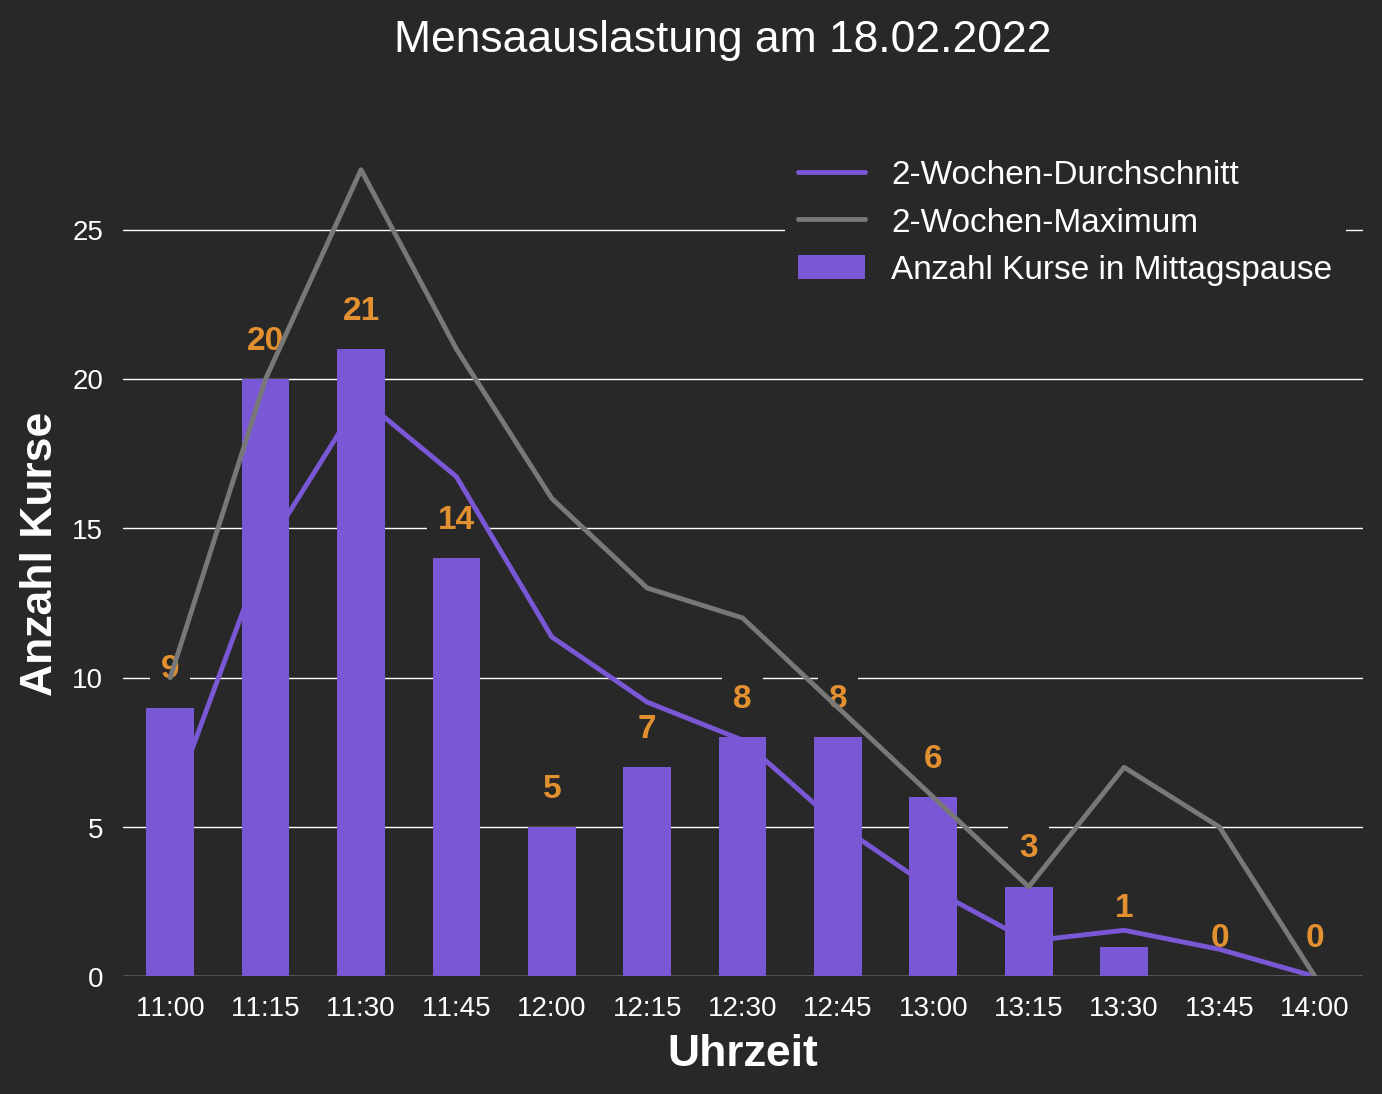 Mensaauslastung am 18.02.2022
2-Wochen-Durchschnitt
2-Wochen-Maximum
Anzahl Kurse in Mittagspause
Anzahl Kurse
25
20
15
10
5
0
9
20
21
14
5
7
8
8
6
3
1
0
0
11:00 11:15 11:30 11:45 12:00 12:15 12:30 12:45 13:00 13:15 13:30 13:45 14:00
Uhrzeit